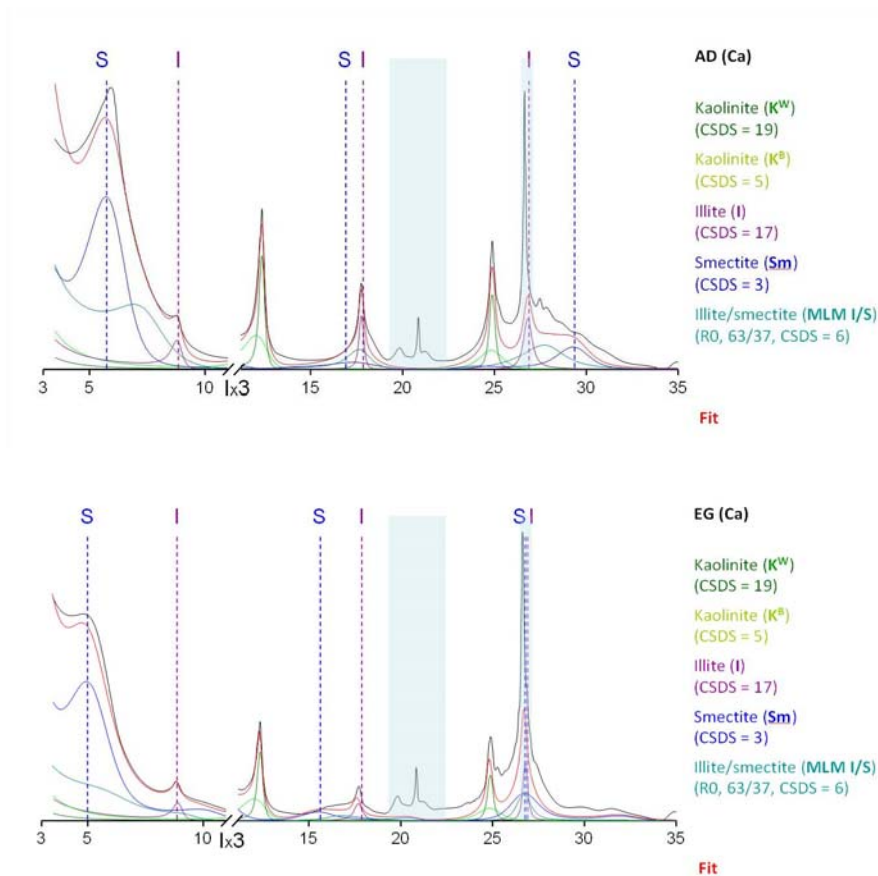 S I S I I S
AD (Ca)
Kaolinite (Kᵂ)
(CSDS = 19)
Kaolinite (Kᴮ)
(CSDS = 5)
Illite (I)
(CSDS = 17)
Smectite (Sm)
(CSDS = 3)
Illite/smectite (MLM I/S)
(R0, 63/37, CSDS = 6)
3 5 10 15 20 25 30 35
Ix3
Fit
S I S I S I
EG (Ca)
Kaolinite (Kᵂ)
(CSDS = 19)
Kaolinite (Kᴮ)
(CSDS = 5)
Illite (I)
(CSDS = 17)
Smectite (Sm)
(CSDS = 3)
Illite/smectite (MLM I/S)
(R0, 63/37, CSDS = 6)
3 5 10 15 20 25 30 35
Ix3
Fit